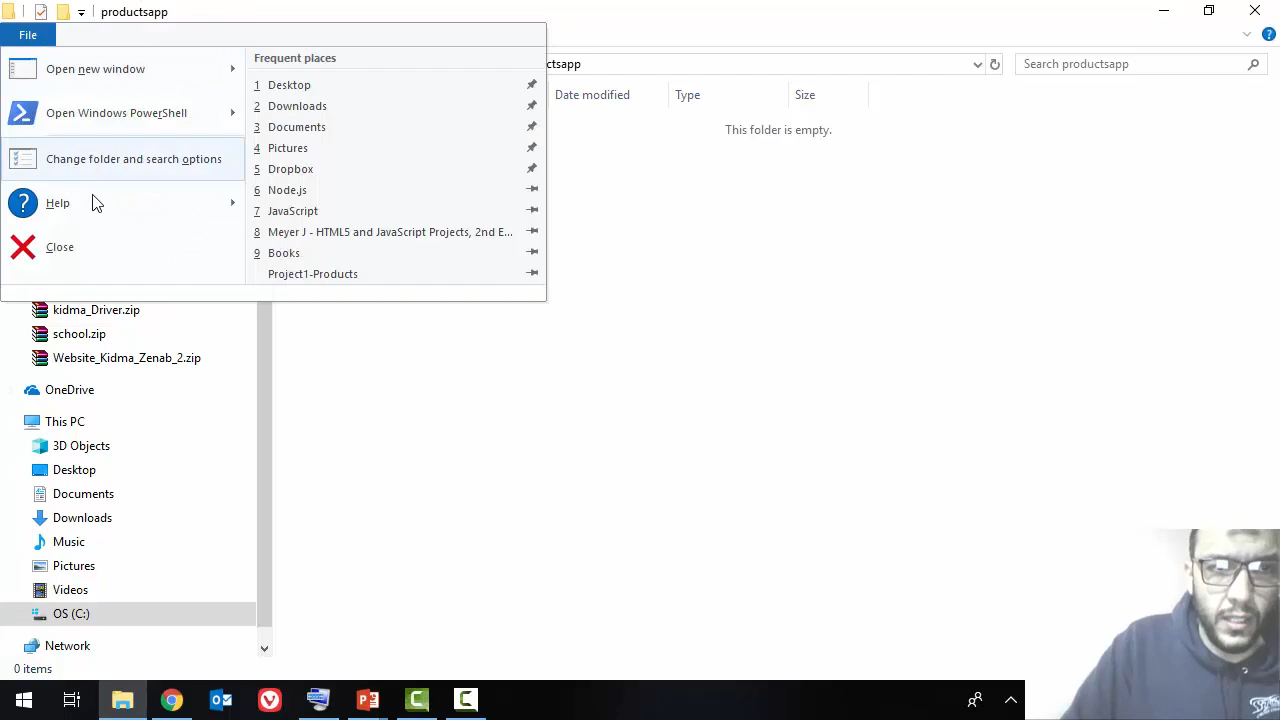 productsapp
File
ctsapp
Search productsapp
Open new window
Open Windows PowerShell
Change folder and search options
Help
Close
Frequent places
1 Desktop
2 Downloads
3 Documents
4 Pictures
5 Dropbox
6 Node.js
7 JavaScript
8 Meyer J - HTML5 and JavaScript Projects, 2nd E...
9 Books
Project1-Products
Date modified
Type
Size
This folder is empty.
kidma_Driver.zip
school.zip
Website_Kidma_Zenab_2.zip
OneDrive
This PC
3D Objects
Desktop
Documents
Downloads
Music
Pictures
Videos
OS (C:)
Network
0 items